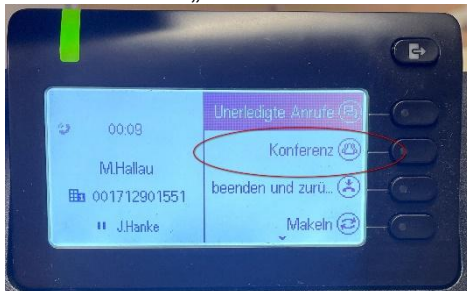 „
Unerledigte Anrufe
00:09
Konferenz
M.Hallau
001712901551
beenden und zurü...
J.Hanke
Makeln